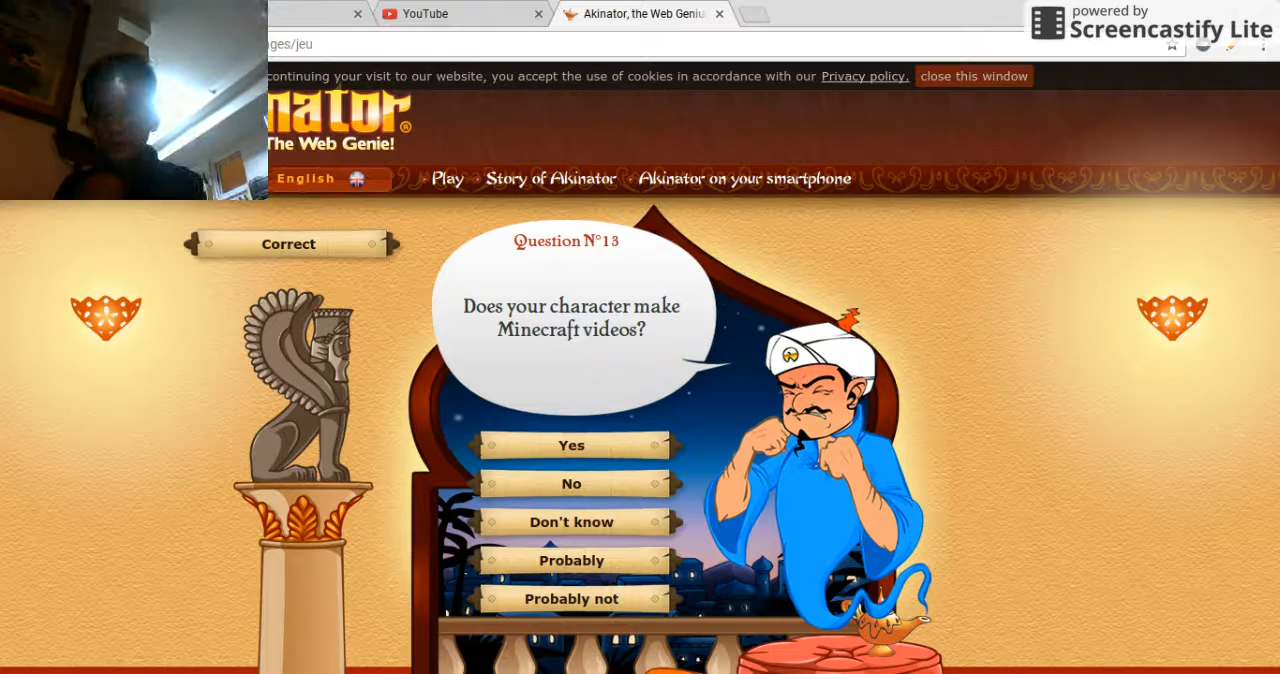 powered by
Screencastify Lite
YouTube
Akinator, the Web Geniu
ges/jeu
continuing your visit to our website, you accept the use of cookies in accordance with our Privacy policy. close this window
nator®
The Web Genie!
English
· Play · Story of Akinator · Akinator on your smartphone
Correct
Question N°13
Does your character make
Minecraft videos?
Yes
No
Don't know
Probably
Probably not